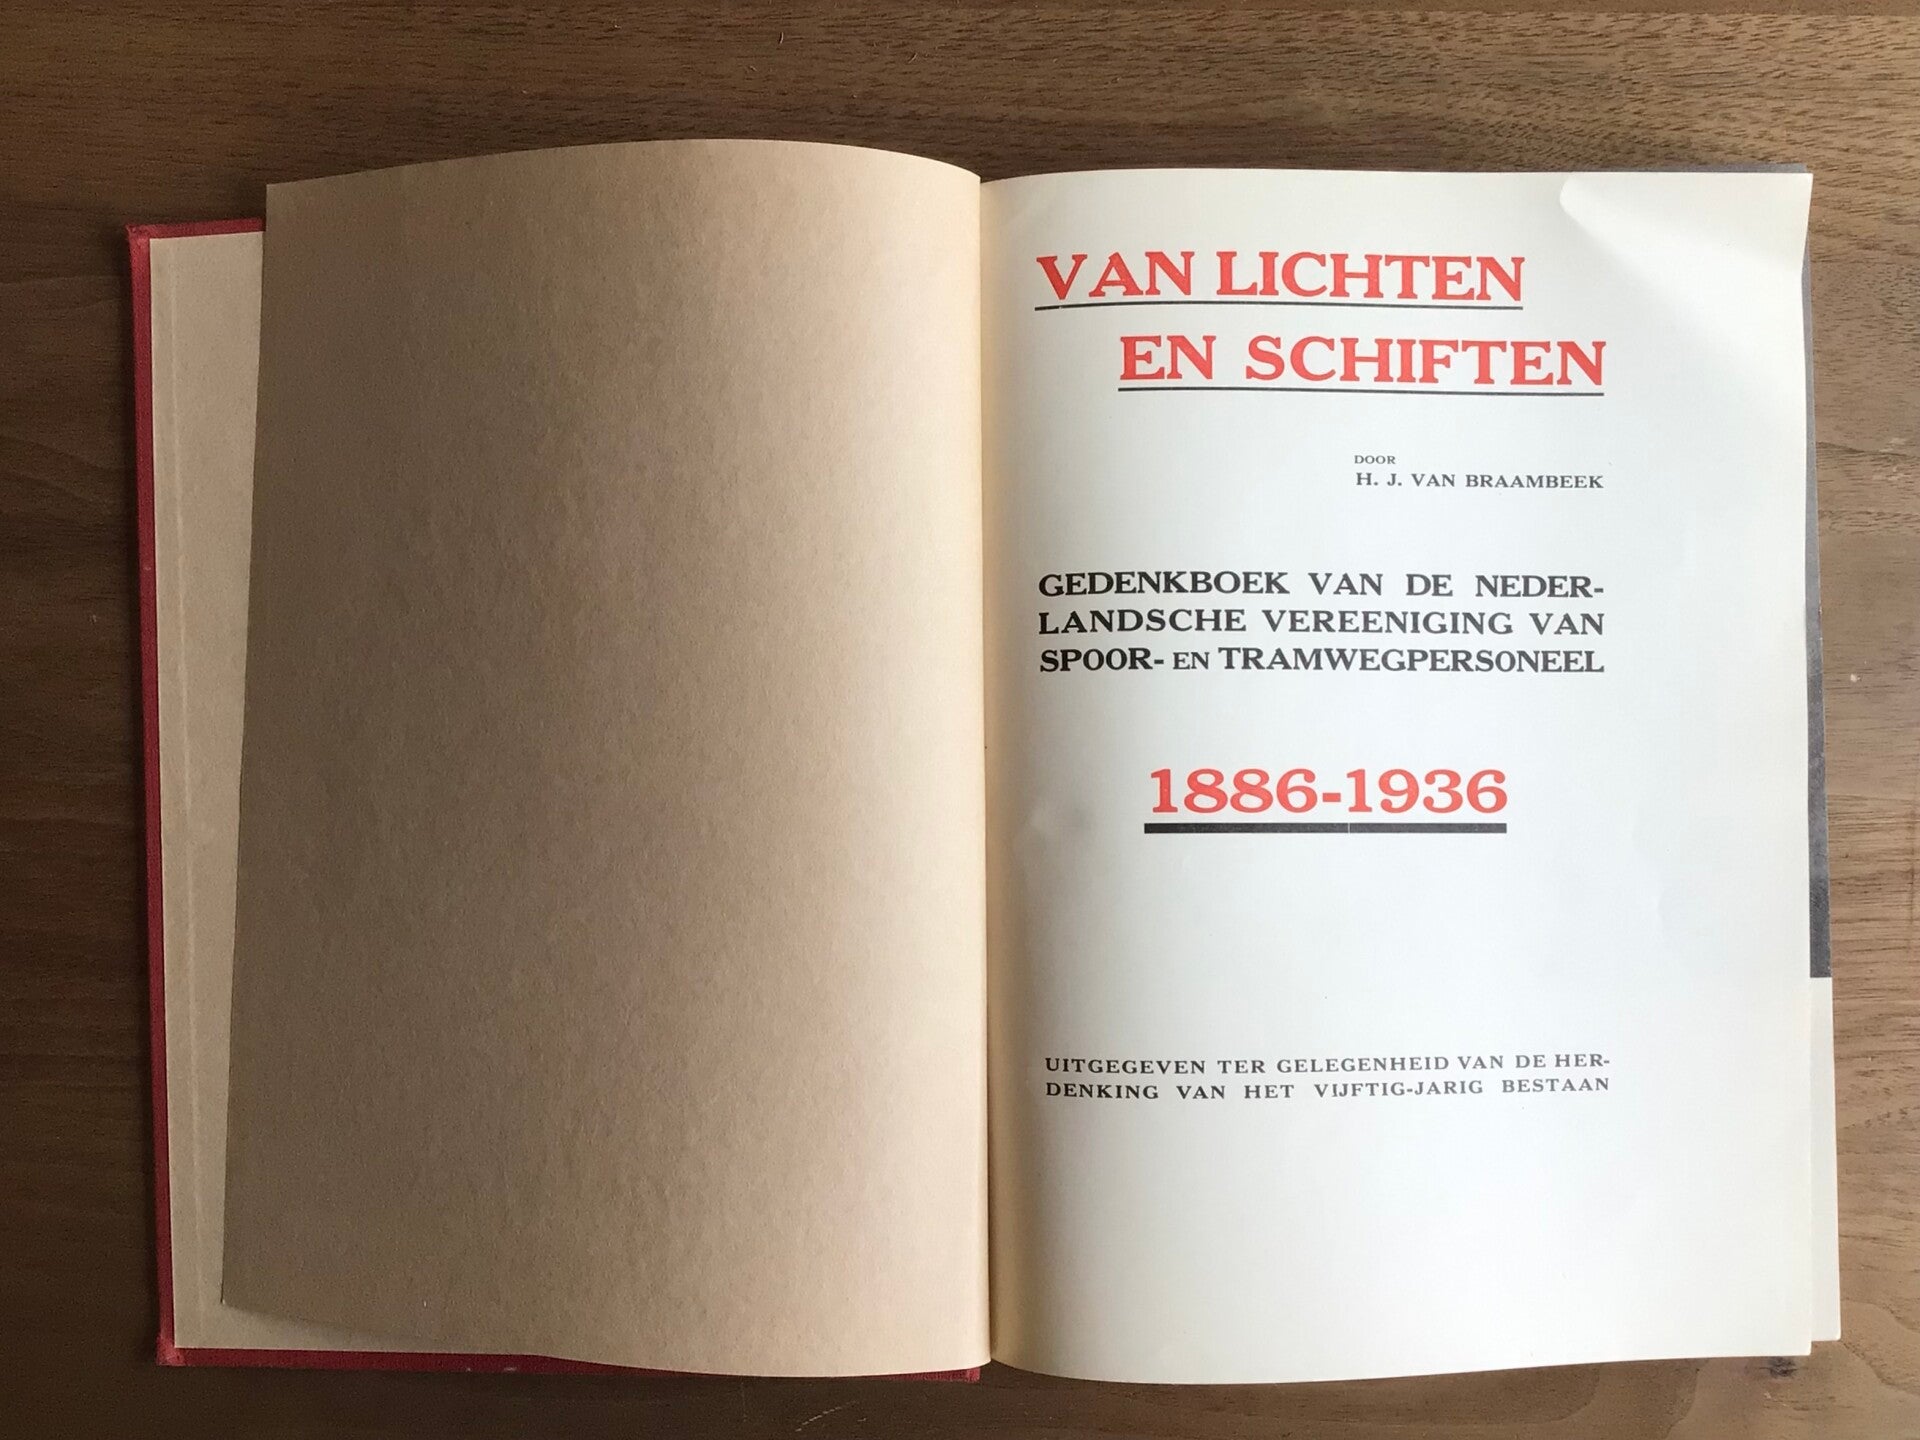 VAN LICHTEN
EN SCHIFTEN
DOOR
H. J. VAN BRAAMBEEK
GEDENKBOEK VAN DE NEDER-
LANDSCHE VEREENIGING VAN
SPOOR- EN TRAMWEGPERSONEEL
1886-1936
UITGEGEVEN TER GELEGENHEID VAN DE HER-
DENKING VAN HET VIJFTIG-JARIG BESTAAN